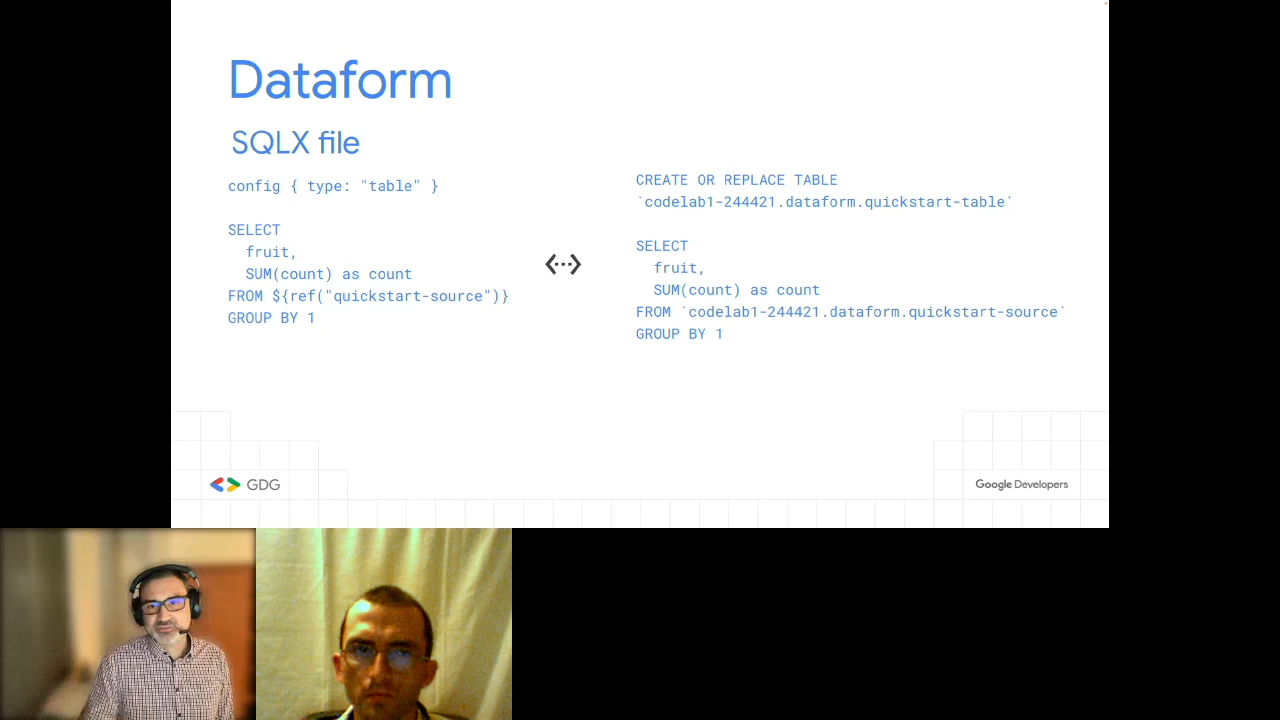 Dataform
SQLX file
config { type: "table" }
SELECT
fruit,
SUM(count) as count
FROM ${ref("quickstart-source")}
GROUP BY 1
CREATE OR REPLACE TABLE
`codelab1-244421.dataform.quickstart-table`
SELECT
fruit,
SUM(count) as count
FROM `codelab1-244421.dataform.quickstart-source`
GROUP BY 1
GDG
Google Developers